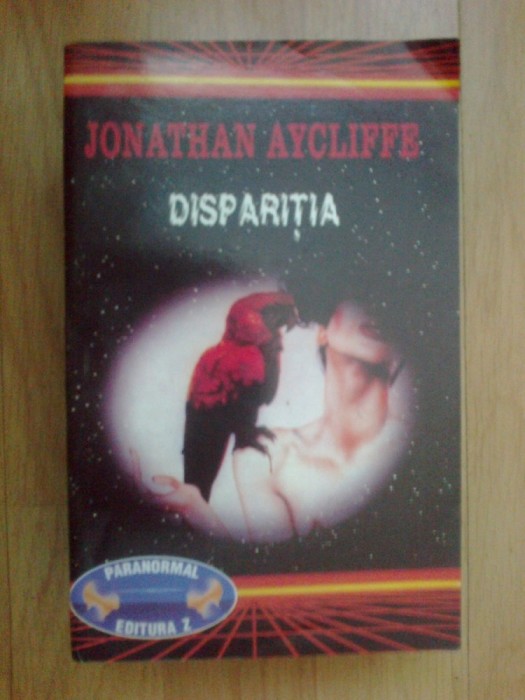 JONATHAN AYCLIFFE
DISPARIȚIA
PARANORMAL
EDITURA Z